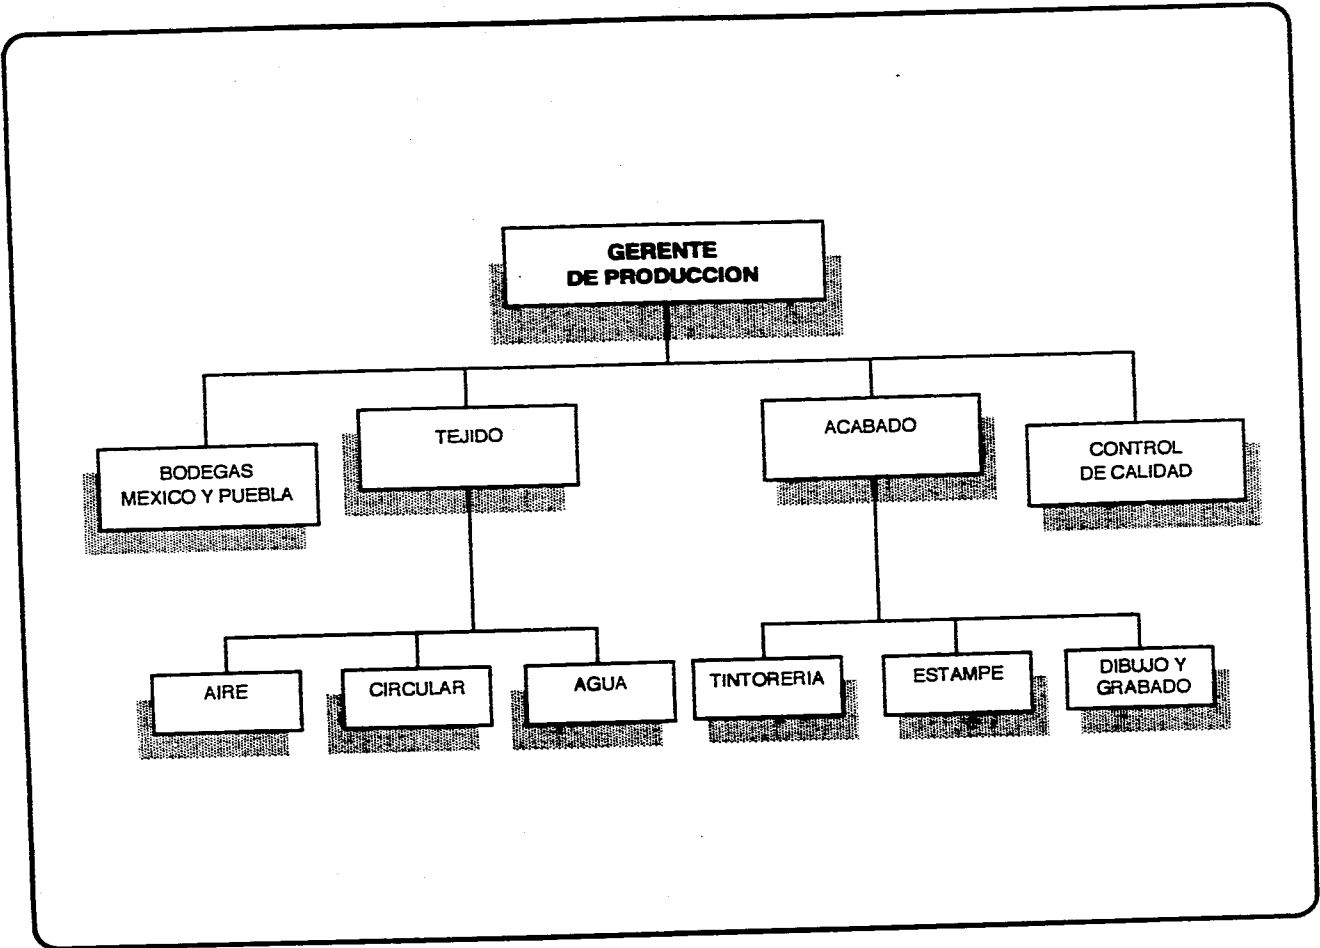 GERENTE
DE PRODUCCION
BODEGAS
MEXICO Y PUEBLA
TEJIDO
ACABADO
CONTROL
DE CALIDAD
AIRE
CIRCULAR
AGUA
TINTORERIA
ESTAMPE
DIBUJO Y
GRABADO